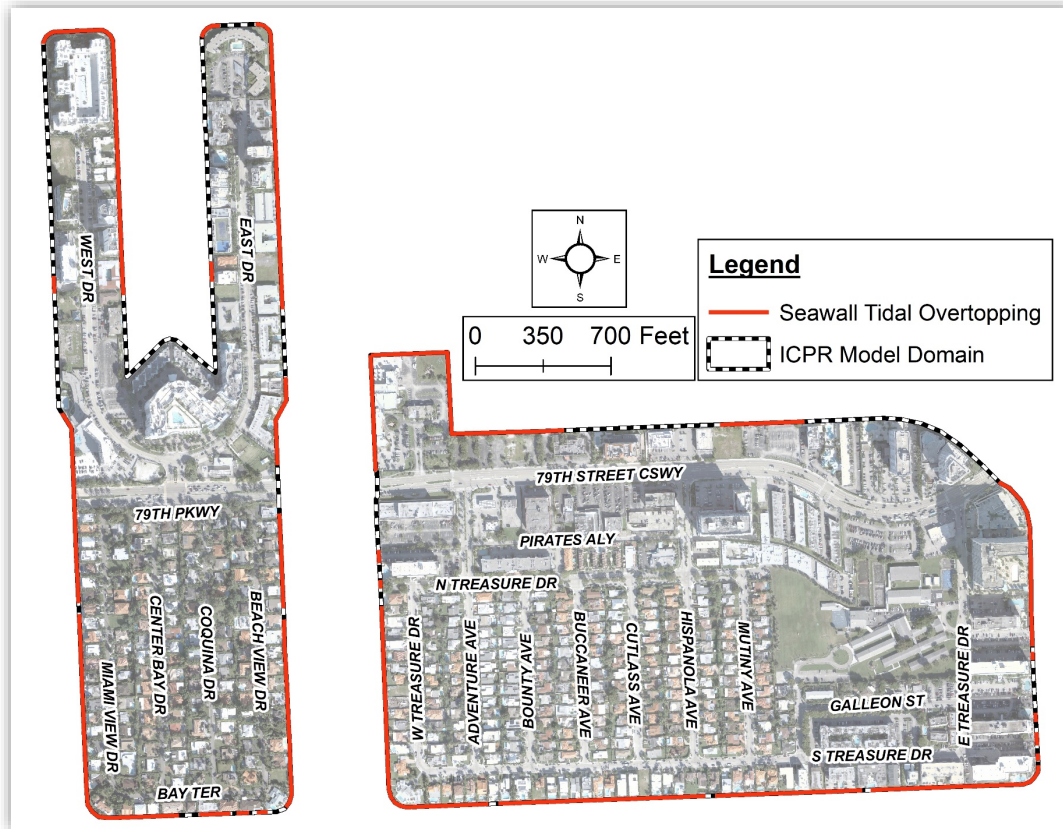 WEST DR
EAST DR
N
W E
S
0 350 700 Feet
Legend
Seawall Tidal Overtopping
ICPR Model Domain
79TH STREET CSWY
79TH PKWY
PIRATES ALY
N TREASURE DR
MIAMI VIEW DR
CENTER BAY DR
COQUINA DR
BEACH VIEW DR
W TREASURE DR
ADVENTURE AVE
BOUNTY AVE
BUCCANEER AVE
CUTLASS AVE
HISPANOLA AVE
MUTINY AVE
E TREASURE DR
GALLEON ST
S TREASURE DR
BAY TER